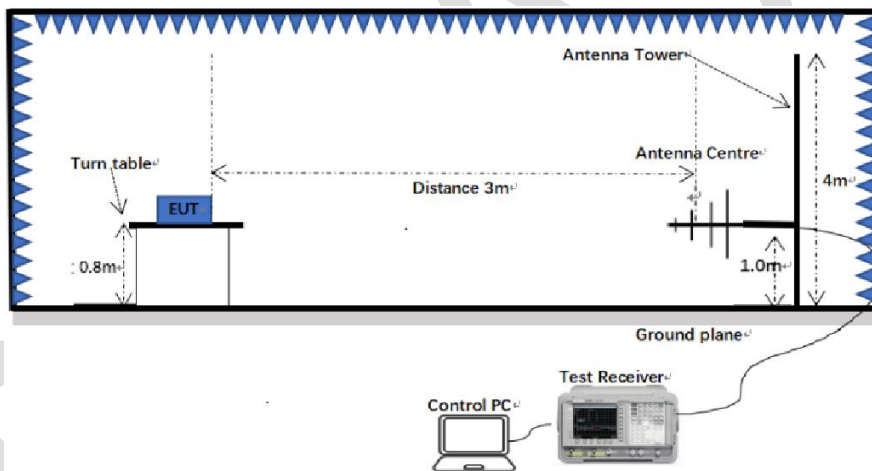 Antenna Tower
Turn table
Antenna Centre
Distance 3m
4m
EUT
0.8m
1.0m
Ground plane
Test Receiver
Control PC